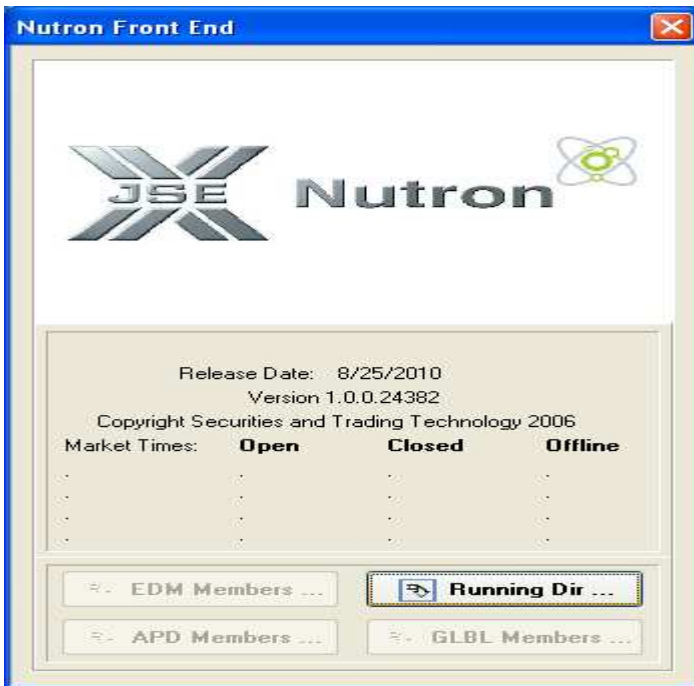 Nutron Front End
JSE Nutron
Release Date: 8/25/2010
Version 1.0.0.24382
Copyright Securities and Trading Technology 2006
Market Times: Open Closed Offline
. . . .
. . . .
. . . .
. . . .
EDM Members ... Running Dir ...
APD Members ... GLBL Members ...